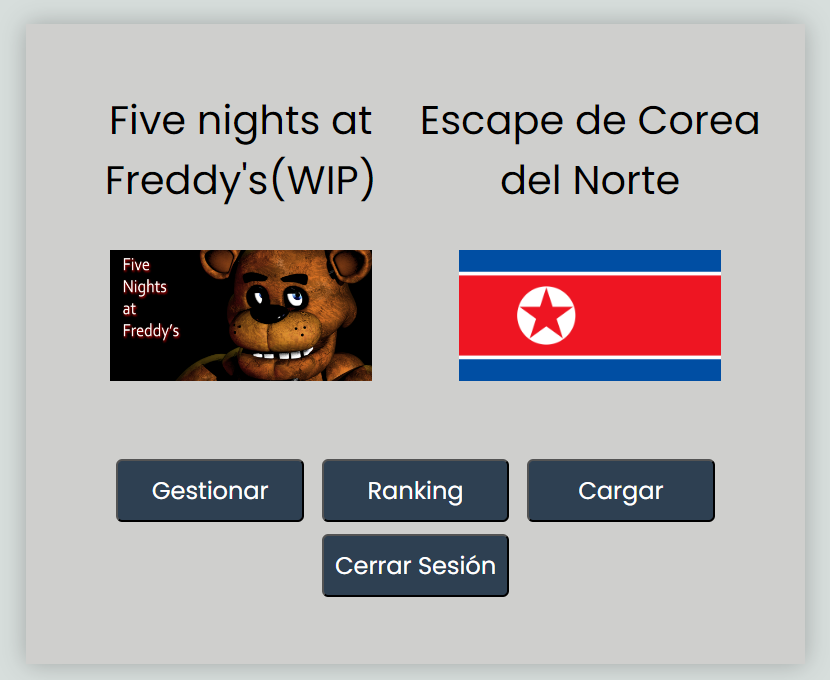 Five nights at
Freddy's(WIP)
Escape de Corea
del Norte
Five
Nights
at
Freddy's
Gestionar
Ranking
Cargar
Cerrar Sesión